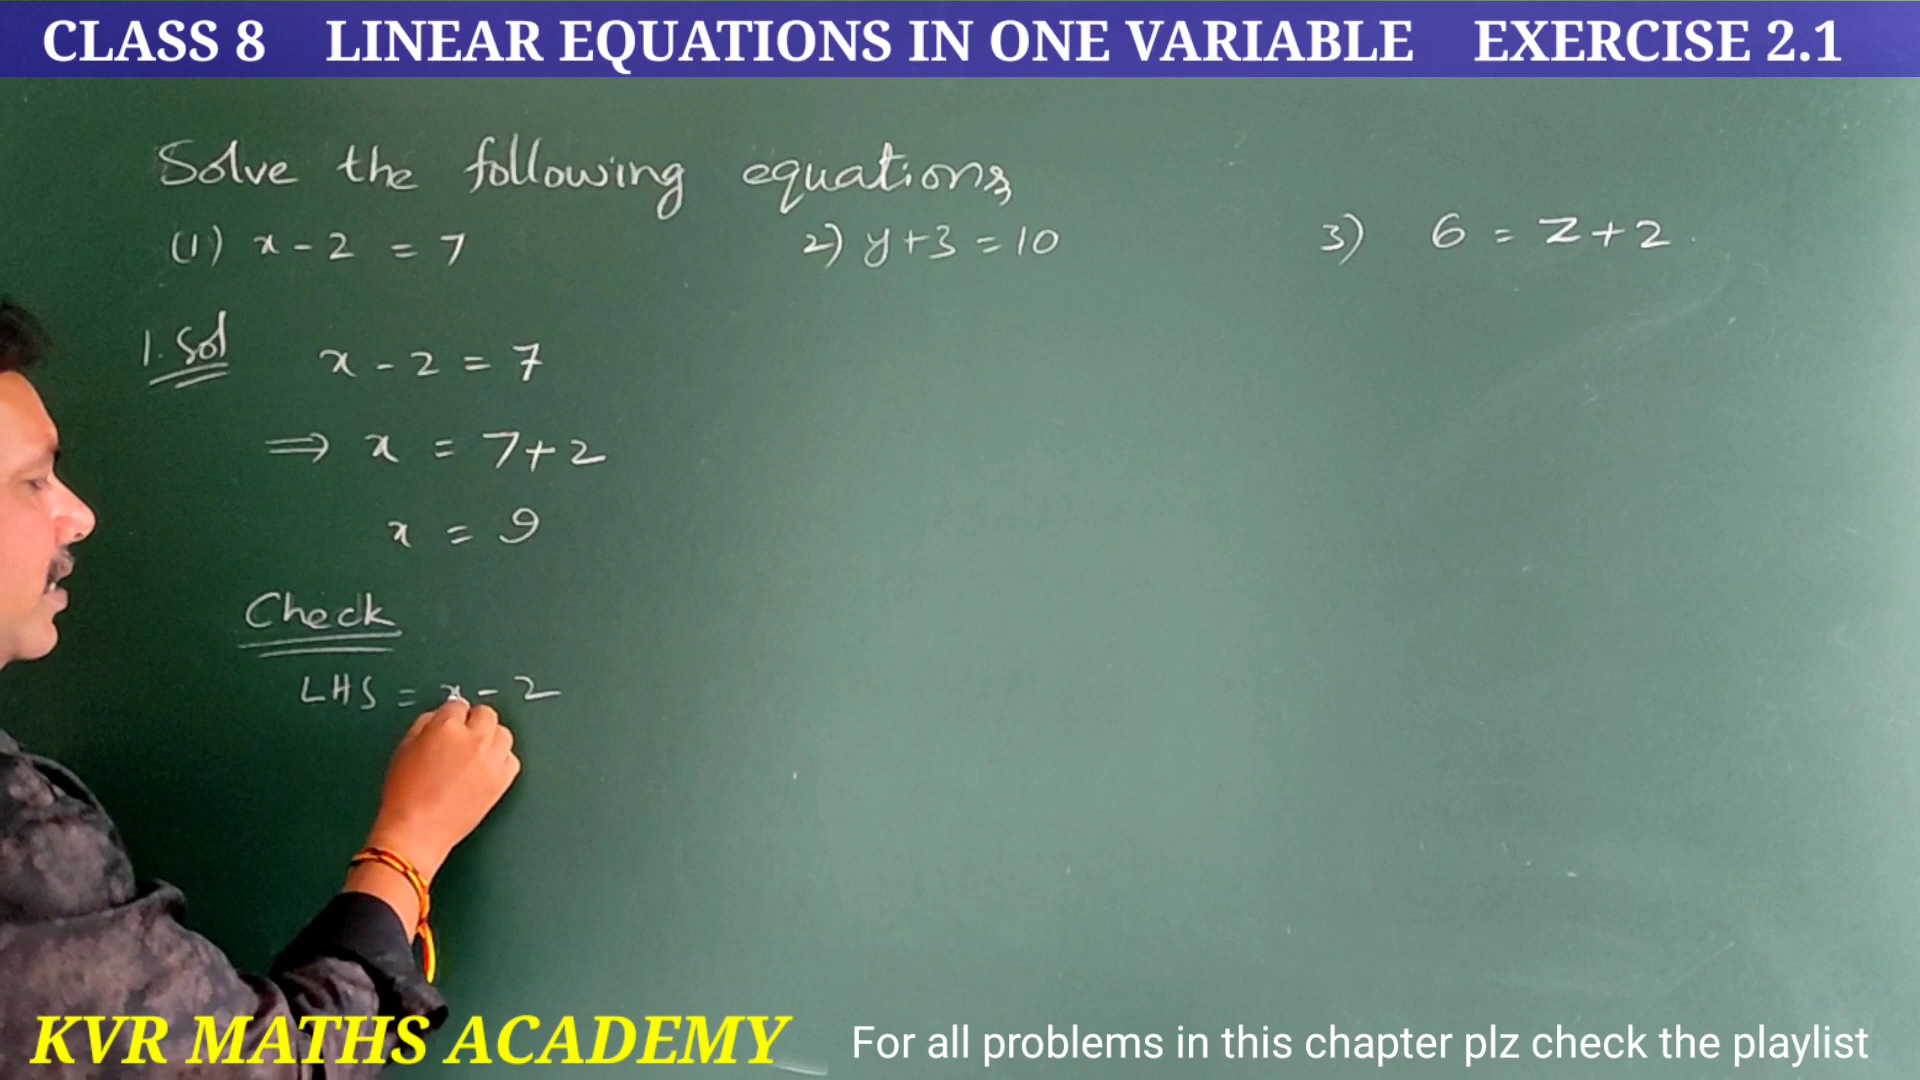 CLASS 8 LINEAR EQUATIONS IN ONE VARIABLE EXERCISE 2.1
Solve the following equations
(1) x - 2 = 7 2) y + 3 = 10 3) 6 = z + 2.
1. Sol x - 2 = 7
⇒ x = 7 + 2
x = 9
Check
LHS = x - 2
KVR MATHS ACADEMY For all problems in this chapter plz check the playlist